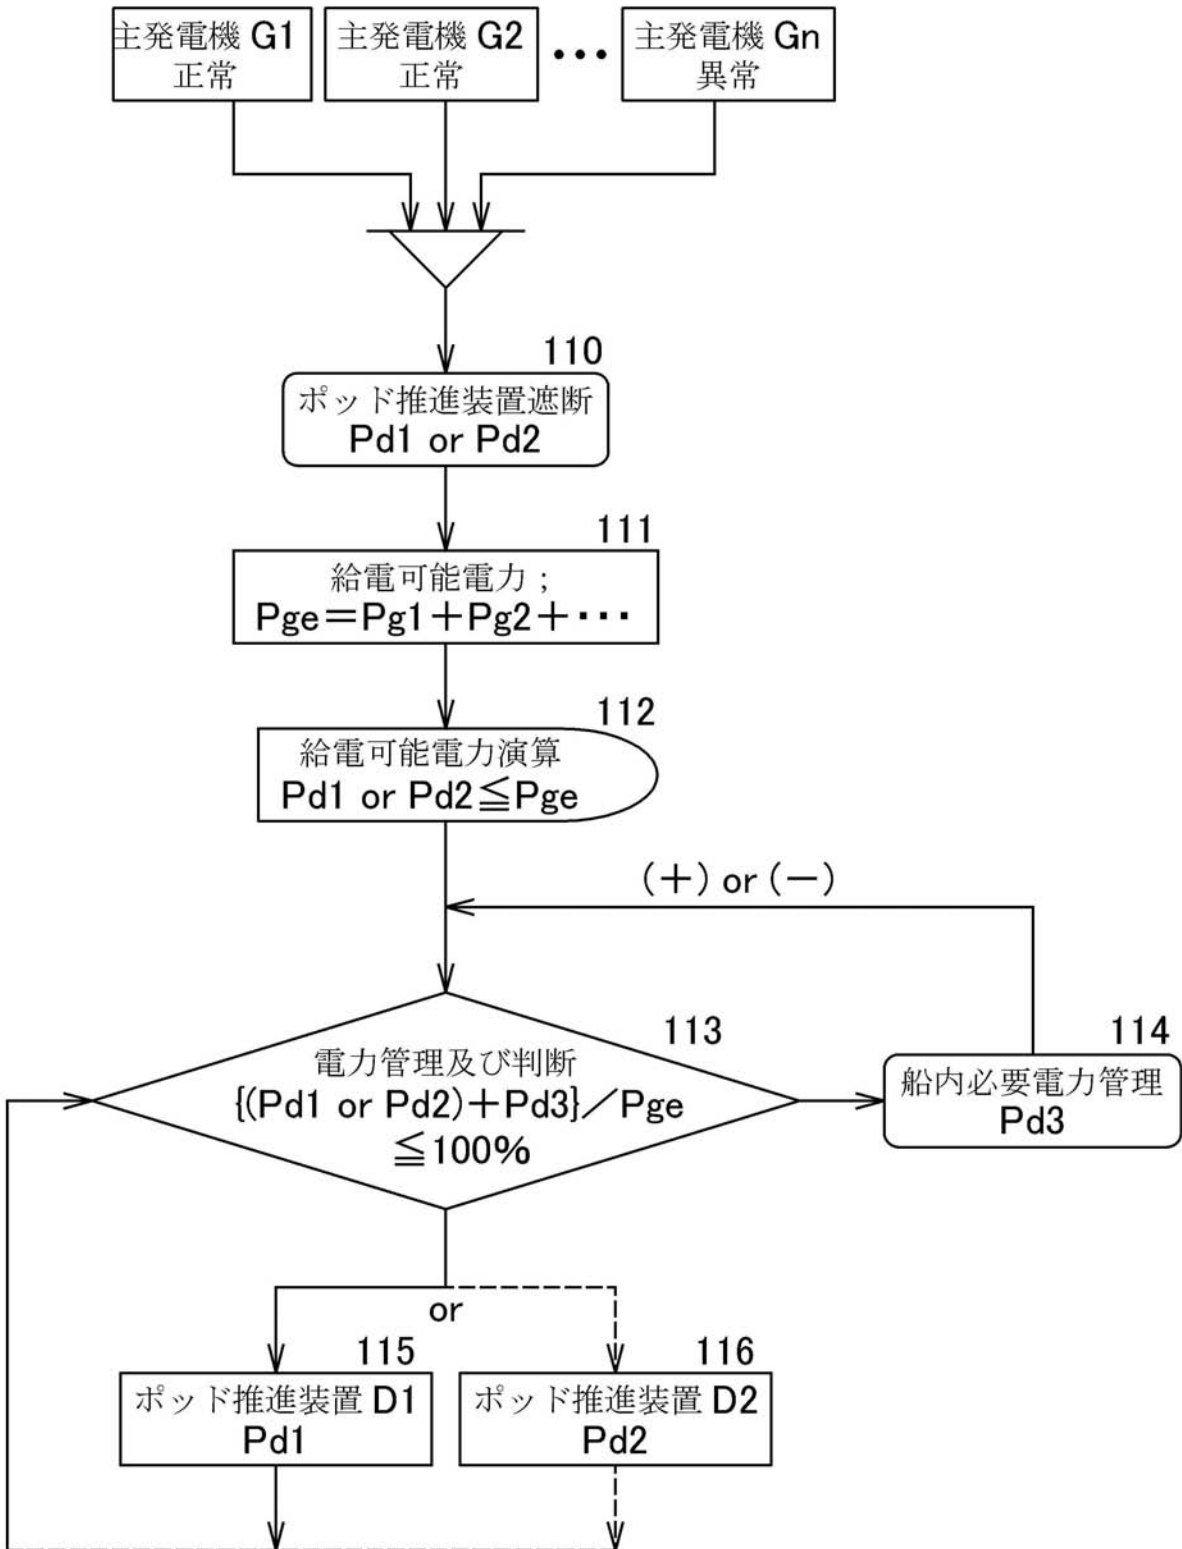 主発電機 G1
正常
主発電機 G2
正常
•••
主発電機 Gn
異常
110
ポッド推進装置遮断
Pd1 or Pd2
111
給電可能電力；
Pge＝Pg1＋Pg2＋･･･
112
給電可能電力演算
Pd1 or Pd2≦Pge
(＋) or (－)
113
電力管理及び判断
{(Pd1 or Pd2)＋Pd3}／Pge
≦100%
114
船内必要電力管理
Pd3
or
115
ポッド推進装置 D1
Pd1
116
ポッド推進装置 D2
Pd2